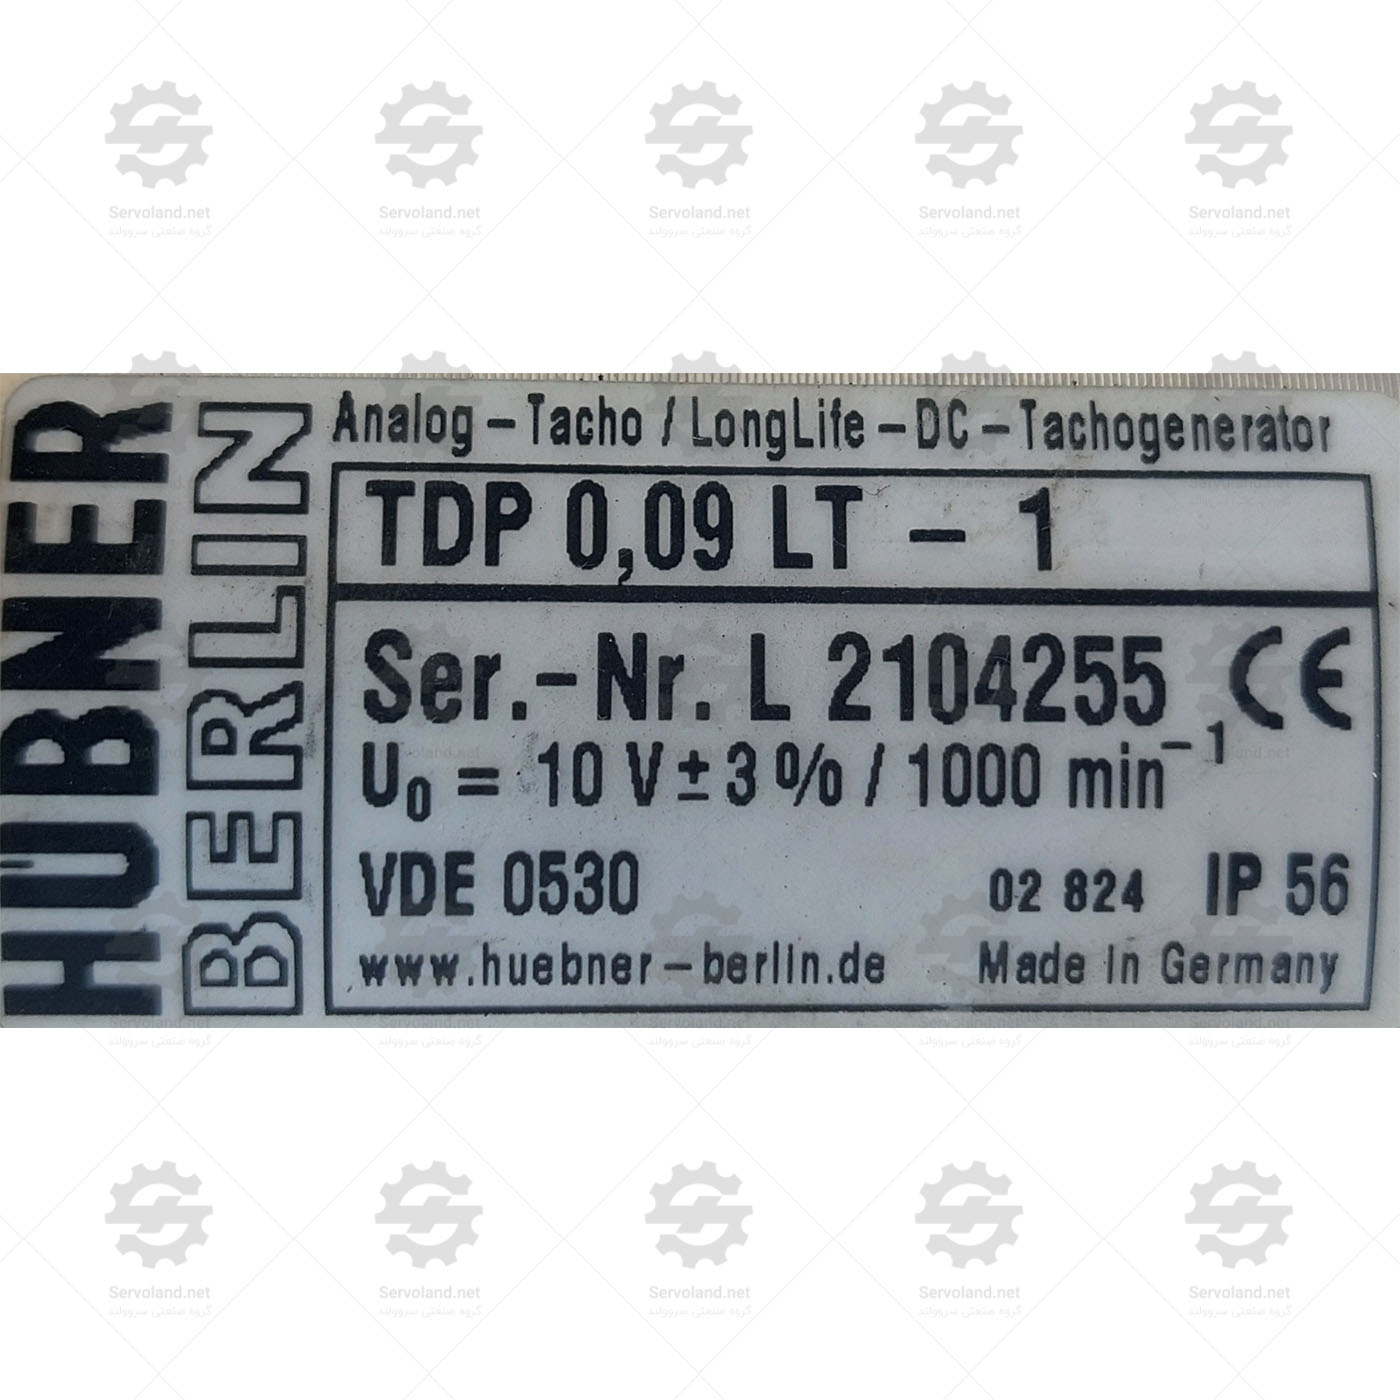 HÜBNER
BERLIN
Analog - Tacho / LongLife - DC - Tachogenerator
TDP 0,09 LT - 1
Ser.-Nr. L 2104255 CE
U₀ = 10 V ± 3 % / 1000 min⁻¹
VDE 0530 02 824 IP 56
www.huebner-berlin.de Made in Germany
Servoland.net
گروه صنعتی سروولند